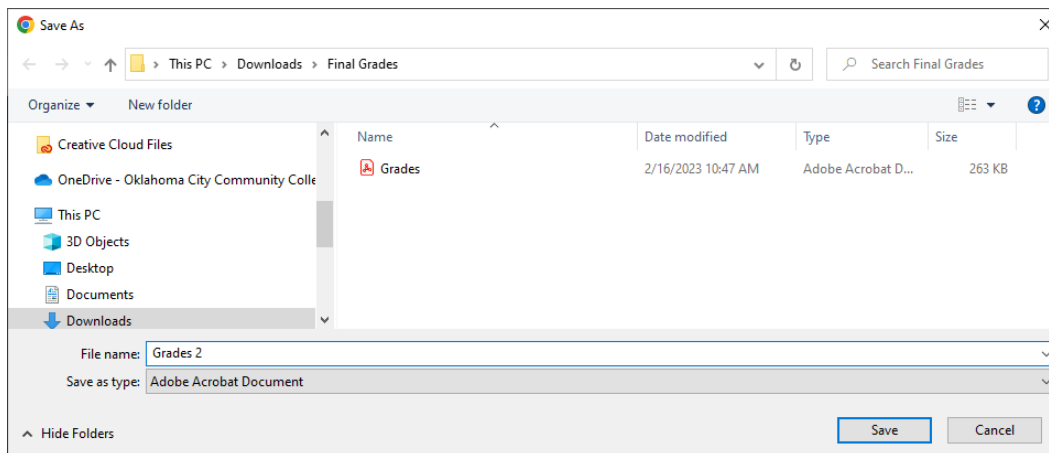 Save As
This PC > Downloads > Final Grades
Search Final Grades
Organize
New folder
Creative Cloud Files
OneDrive - Oklahoma City Community Colle
This PC
3D Objects
Desktop
Documents
Downloads
Name Date modified Type Size
Grades 2/16/2023 10:47 AM Adobe Acrobat D... 263 KB
File name: Grades 2
Save as type: Adobe Acrobat Document
Hide Folders
Save
Cancel